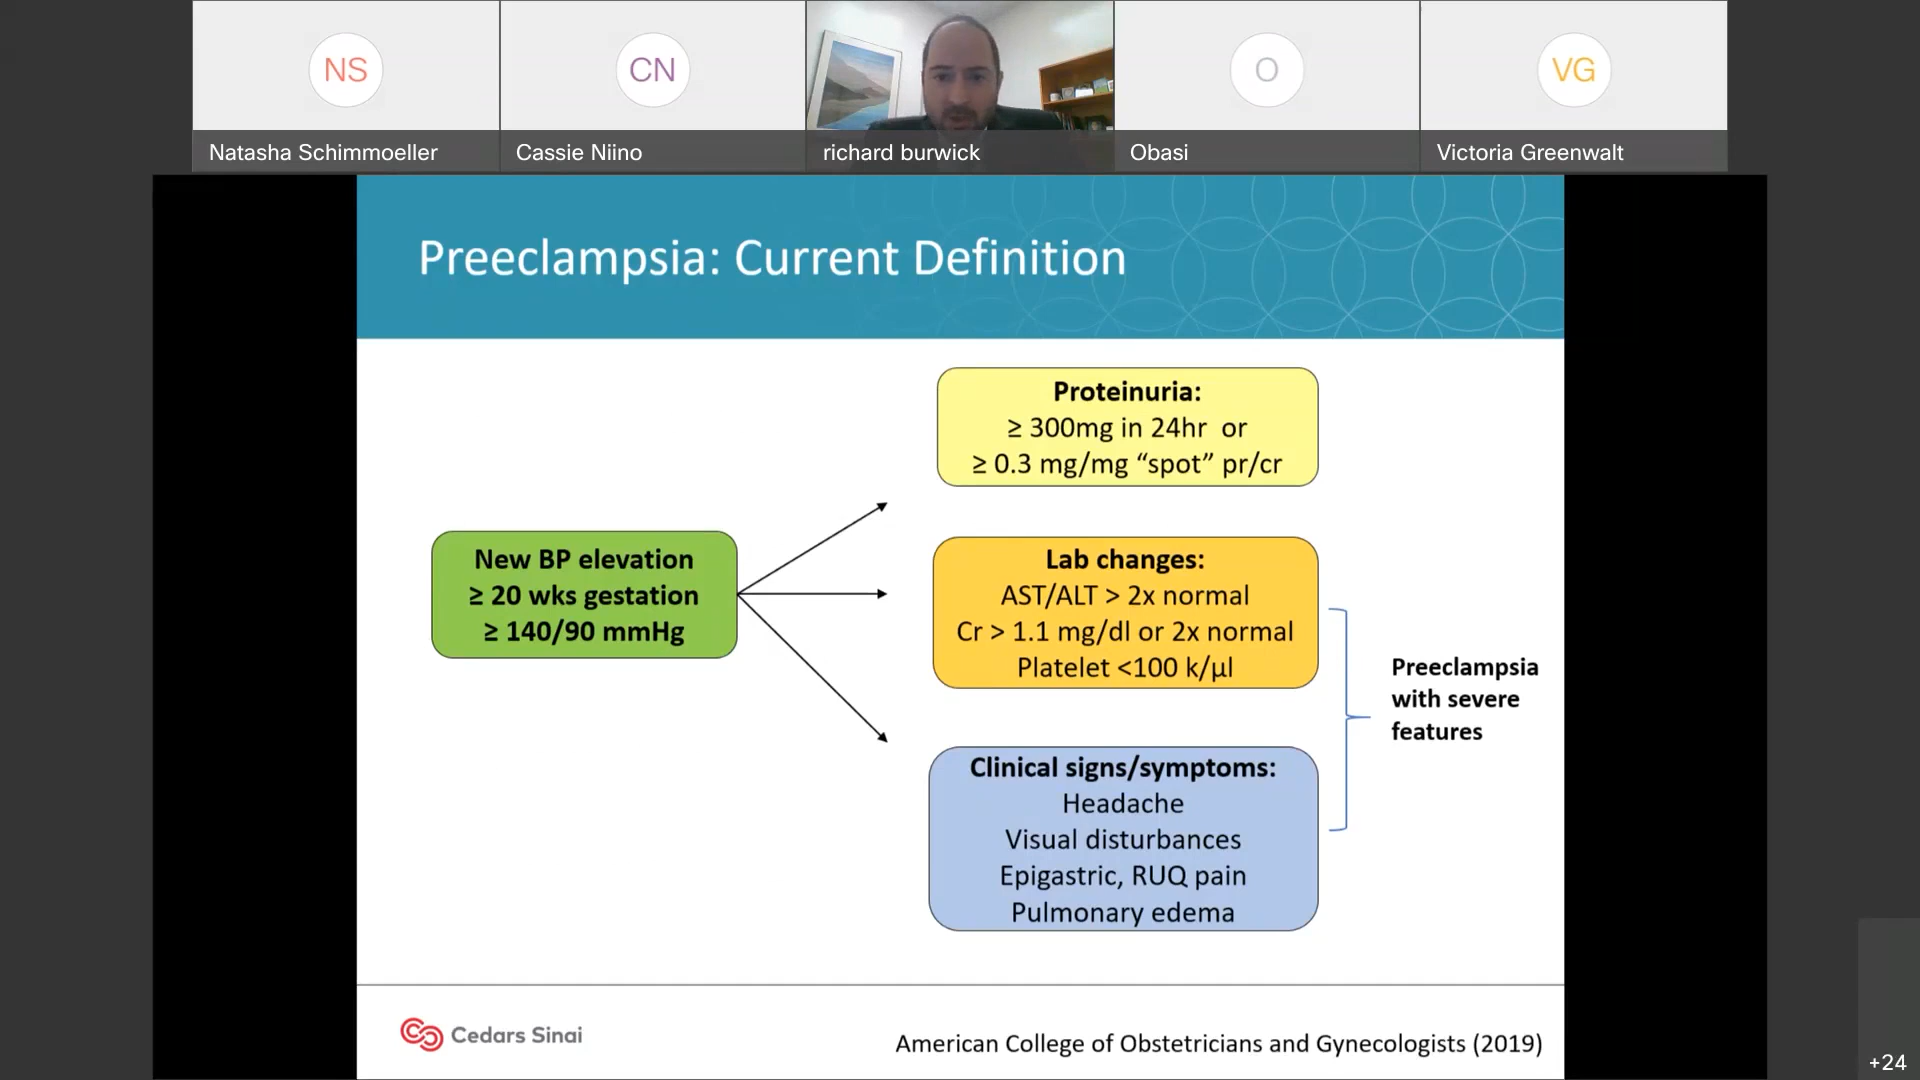 NS
CN
O
VG
Natasha Schimmoeller
Cassie Niino
richard burwick
Obasi
Victoria Greenwalt
Preeclampsia: Current Definition
Proteinuria:
≥ 300mg in 24hr or
≥ 0.3 mg/mg “spot” pr/cr
New BP elevation
≥ 20 wks gestation
≥ 140/90 mmHg
Lab changes:
AST/ALT > 2x normal
Cr > 1.1 mg/dl or 2x normal
Platelet <100 k/µl
Clinical signs/symptoms:
Headache
Visual disturbances
Epigastric, RUQ pain
Pulmonary edema
Preeclampsia
with severe
features
Cedars Sinai
American College of Obstetricians and Gynecologists (2019)
+24